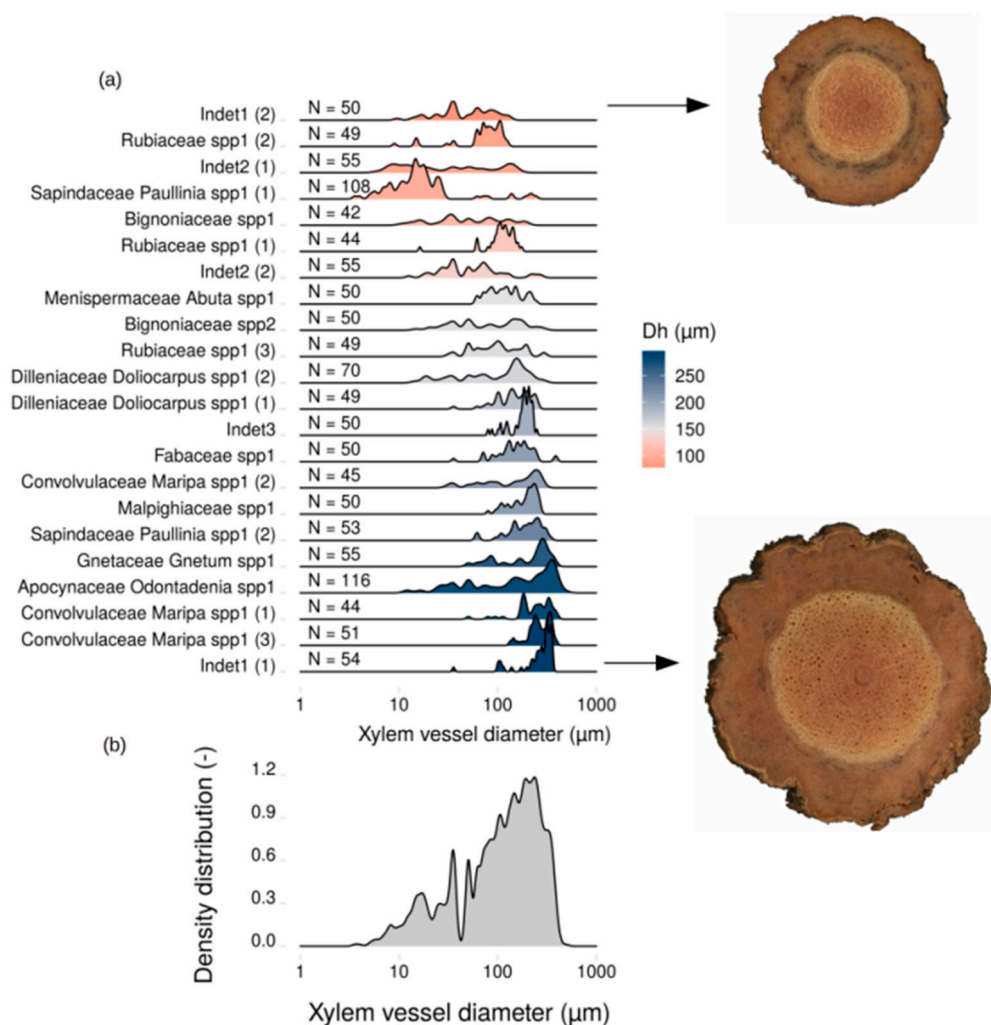 (a)
Indet1 (2) N = 50
Rubiaceae spp1 (2) N = 49
Indet2 (1) N = 55
Sapindaceae Paullinia spp1 (1) N = 108
Bignoniaceae spp1 N = 42
Rubiaceae spp1 (1) N = 44
Indet2 (2) N = 55
Menispermaceae Abuta spp1 N = 50
Bignoniaceae spp2 N = 50
Rubiaceae spp1 (3) N = 49
Dilleniaceae Doliocarpus spp1 (2) N = 70
Dilleniaceae Doliocarpus spp1 (1) N = 49
Indet3 N = 50
Fabaceae spp1 N = 50
Convolvulaceae Maripa spp1 (2) N = 45
Malpighiaceae spp1 N = 50
Sapindaceae Paullinia spp1 (2) N = 53
Gnetaceae Gnetum spp1 N = 55
Apocynaceae Odontadenia spp1 N = 116
Convolvulaceae Maripa spp1 (1) N = 44
Convolvulaceae Maripa spp1 (3) N = 51
Indet1 (1) N = 54
1 10 100 1000
Xylem vessel diameter (µm)
Dh (µm)
250
200
150
100
(b)
Density distribution (-)
1.2
0.9
0.6
0.3
0.0
1 10 100 1000
Xylem vessel diameter (µm)